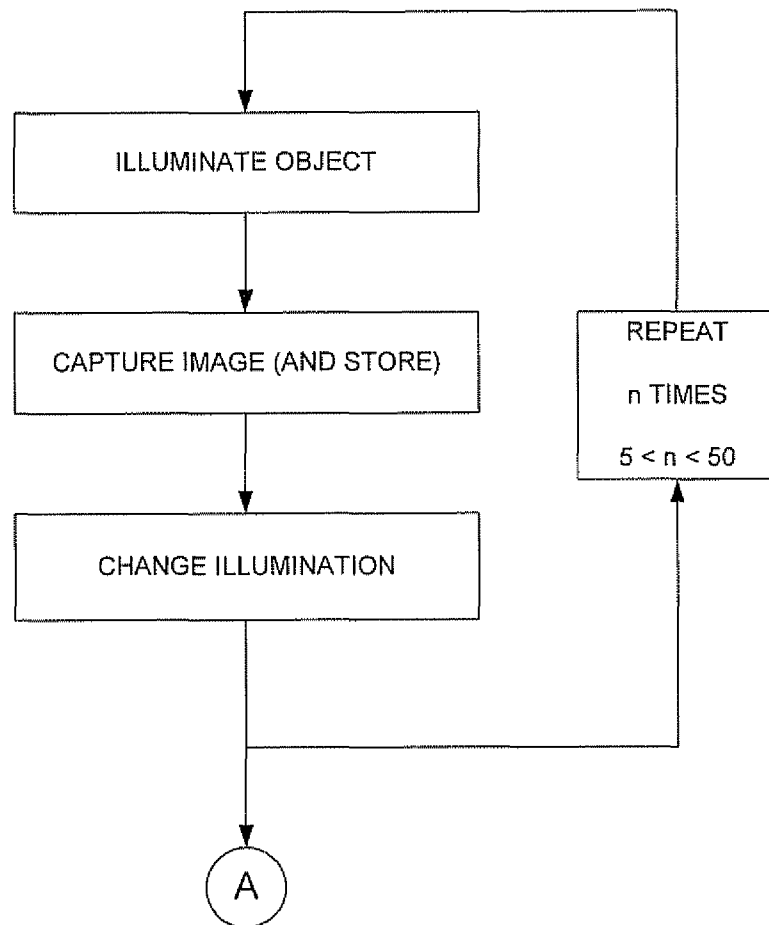 ILLUMINATE OBJECT
CAPTURE IMAGE (AND STORE)
REPEAT
n TIMES
5 < n < 50
CHANGE ILLUMINATION
A